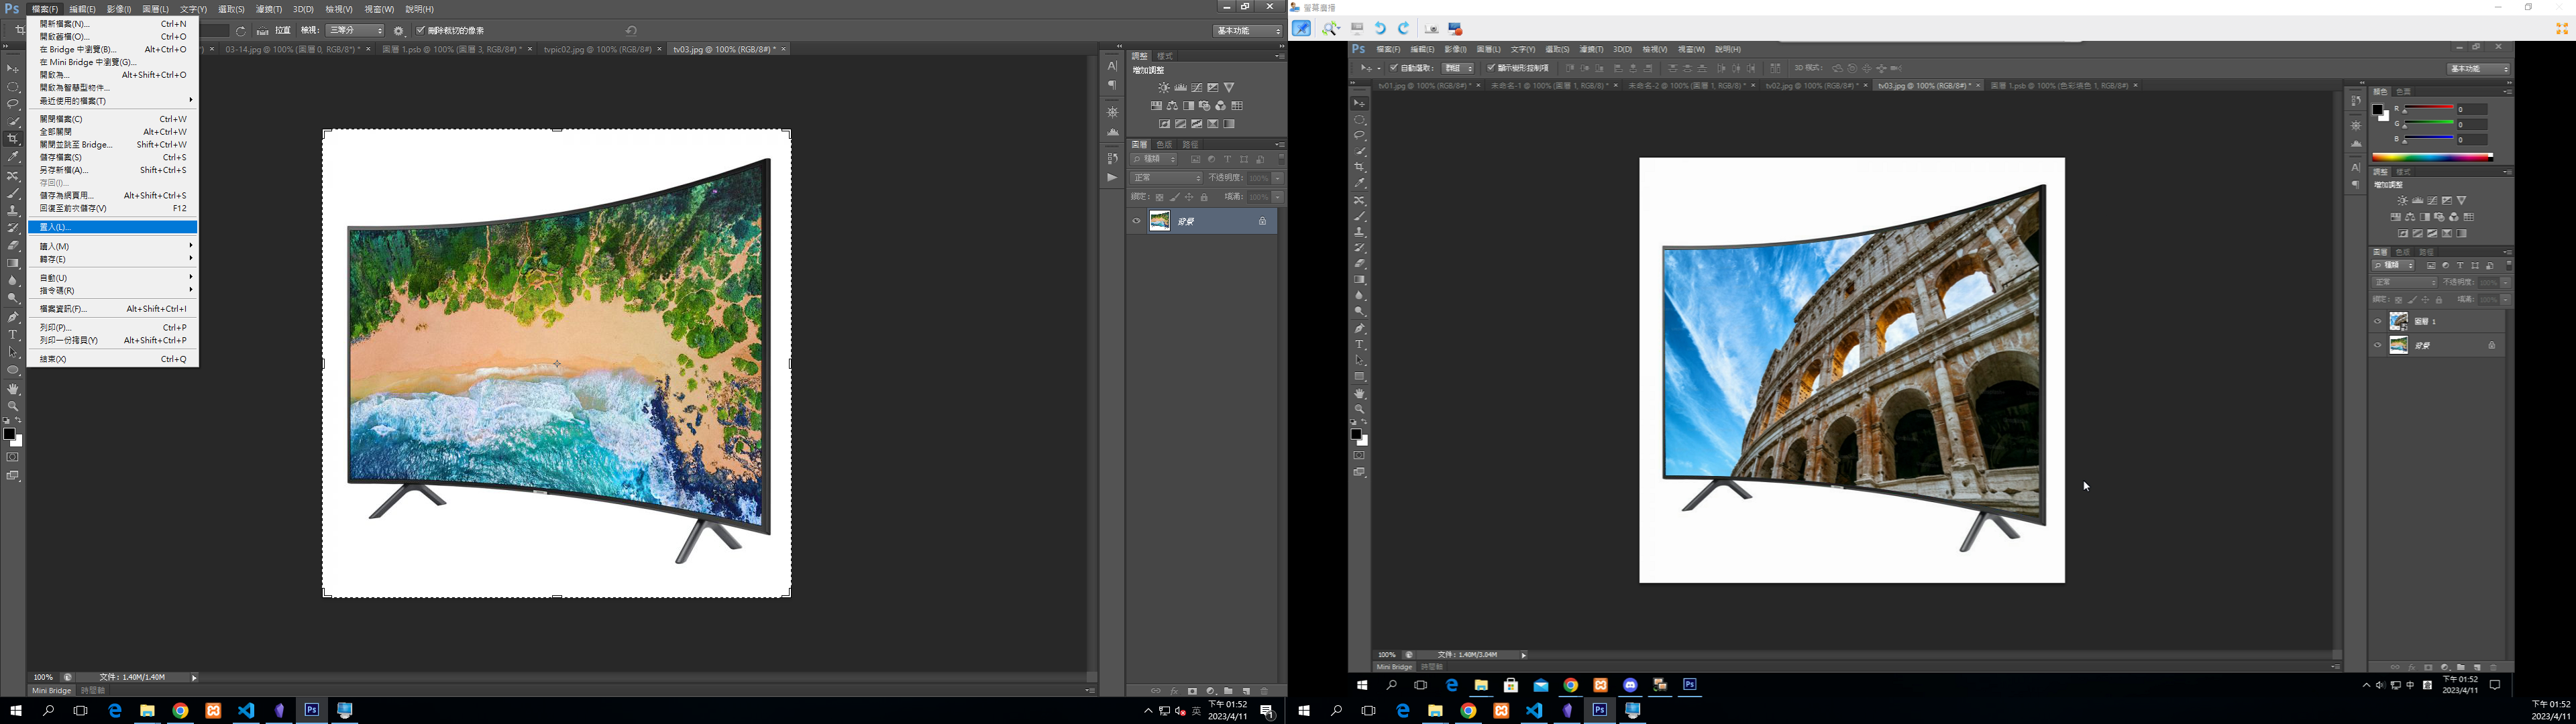 Ps 檔案(F) 編輯(E) 影像(I) 圖層(L) 文字(Y) 選取(S) 濾鏡(T) 3D(D) 檢視(V) 視窗(W) 說明(H)
拉直 檢視: 三等分 刪除裁切的像素 基本功能
03-14.jpg @ 100% (圖層 0, RGB/8*) * × 圖層 1.psb @ 100% (圖層 3, RGB/8#) * × tvpic02.jpg @ 100% (RGB/8#) × tv03.jpg @ 100% (RGB/8#) * ×
開新檔案(N)... Ctrl+N
開啟舊檔(O)... Ctrl+O
在 Bridge 中瀏覽(B)... Alt+Ctrl+O
在 Mini Bridge 中瀏覽(G)...
開啟為... Alt+Shift+Ctrl+O
開啟為智慧型物件...
最近使用的檔案(T)
關閉檔案(C) Ctrl+W
全部關閉 Alt+Ctrl+W
關閉並跳至 Bridge... Shift+Ctrl+W
儲存檔案(S) Ctrl+S
另存新檔(A)... Shift+Ctrl+S
存回(I)...
儲存為網頁用... Alt+Shift+Ctrl+S
回復至前次儲存(V) F12
置入(L)...
讀入(M)
轉存(E)
自動(U)
指令碼(R)
檔案資訊(F)... Alt+Shift+Ctrl+I
列印(P)... Ctrl+P
列印一份拷貝(Y) Alt+Shift+Ctrl+P
結束(X) Ctrl+Q
調整 樣式
增加調整
圖層 色版 路徑
種類
正常 不透明度: 100%
鎖定: 填滿: 100%
背景
100% 文件: 1.40M/1.40M
Mini Bridge 時間軸
英 下午 01:52
2023/4/11
螢幕廣播
Ps 檔案(F) 編輯(E) 影像(I) 圖層(L) 文字(Y) 選取(S) 濾鏡(T) 3D(D) 檢視(V) 視窗(W) 說明(H)
自動選取: 群組 顯示變形控制項 3D 模式: 基本功能
tv01.jpg @ 100% (RGB/8#) * × 未命名-1 @ 100% (圖層 1, RGB/8) * × 未命名-2 @ 100% (圖層 1, RGB/8) * × tv02.jpg @ 100% (RGB/8#) * × tv03.jpg @ 100% (RGB/8#) * × 圖層 1.psb @ 100% (色彩填色 1, RGB/8#) ×
顏色 色票
R 0
G 0
B 0
調整 樣式
增加調整
圖層 色版 路徑
種類
正常 不透明度: 100%
鎖定: 填滿: 100%
圖層 1
背景
100% 文件: 1.40M/3.04M
Mini Bridge 時間軸
中 下午 01:52
2023/4/11
下午 01:52
2023/4/11